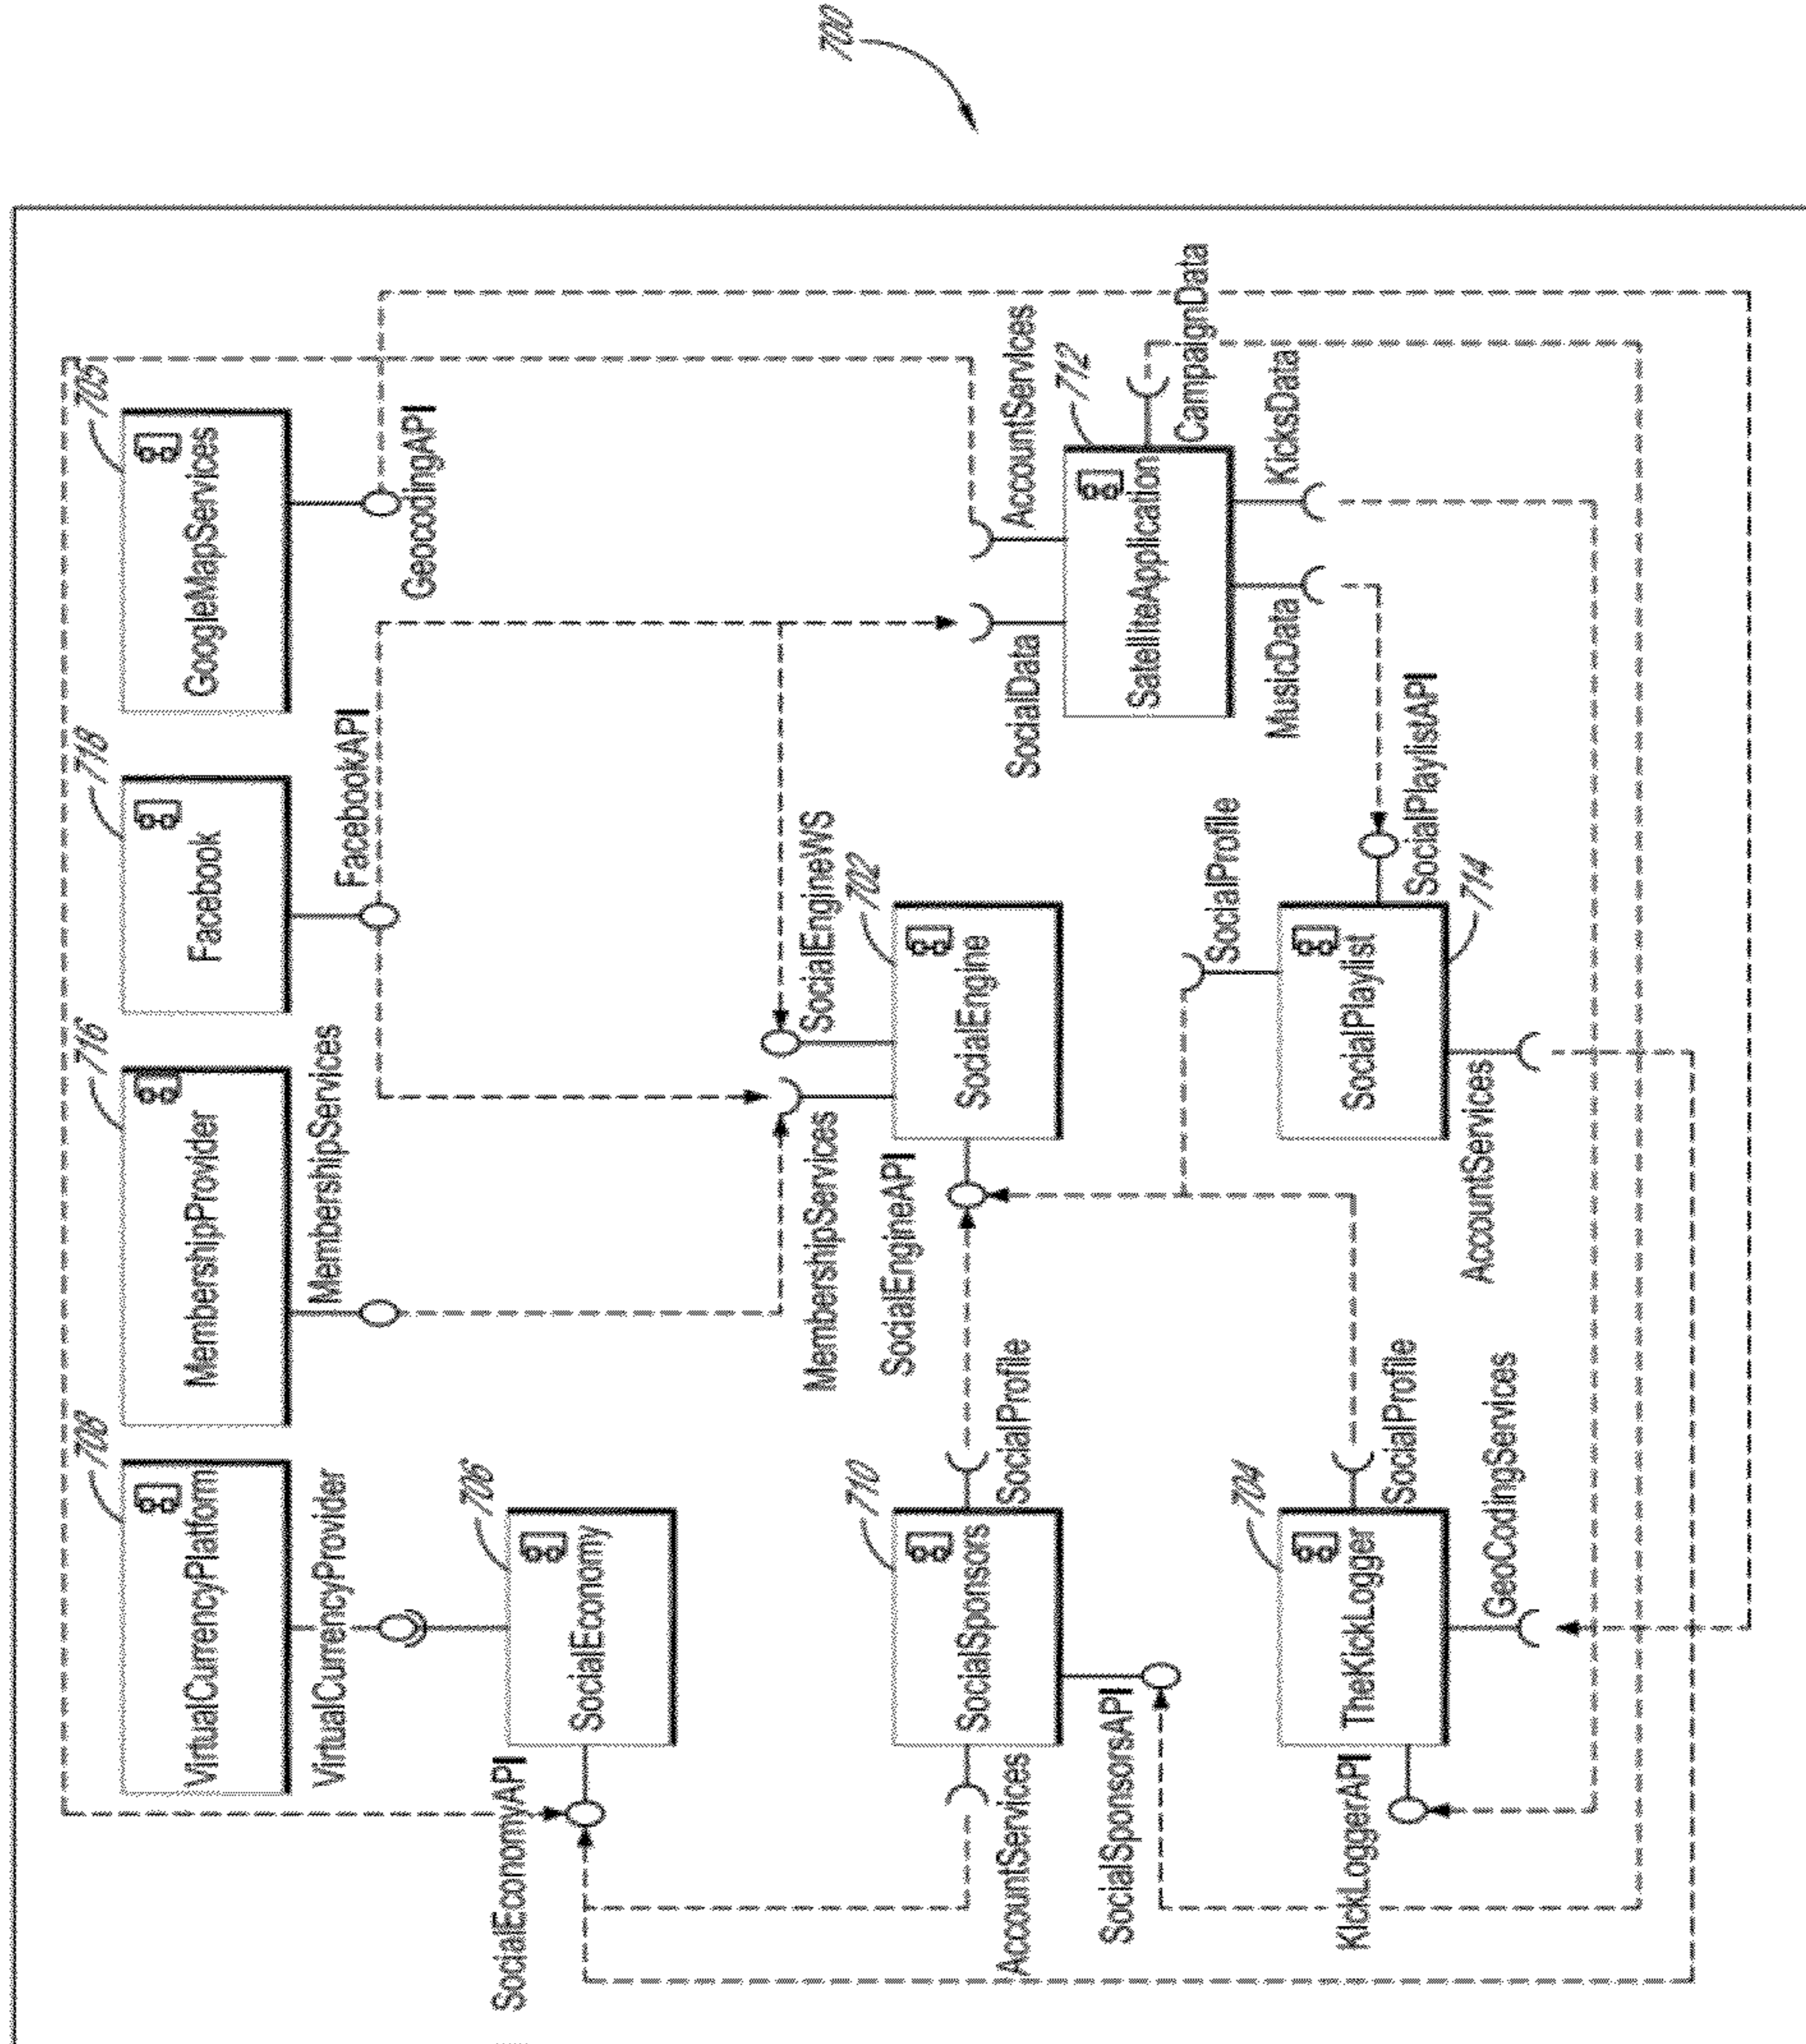 700
708
VirtualCurrencyPlatform
VirtualCurrencyProvider
716
MembershipProvider
MembershipServices
718
Facebook
FacebookAPI
705
GoogleMapServices
GeocodingAPI
SocialEconomyAPI
706
SocialEconomy
MembershipServices
SocialEngineWS
SocialEngineAPI
702
SocialEngine
SocialData
AccountServices
712
SatelliteApplication
CampaignData
MusicData
KicksData
710
SocialSponsors
SocialProfile
AccountServices
SocialSponsorsAPI
SocialProfile
SocialPlaylist
SocialPlaylistAPI
714
AccountServices
704
TheKickLogger
SocialProfile
KickLoggerAPI
GeoCodingServices